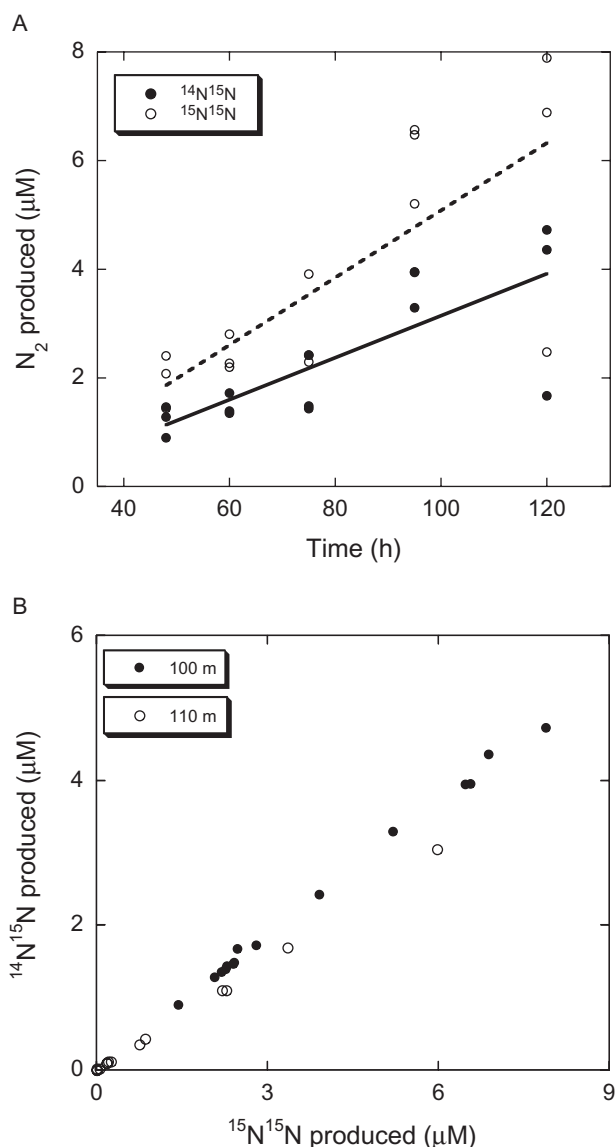 A
8
6
4
2
0
N₂ produced (μM)
¹⁴N¹⁵N
¹⁵N¹⁵N
40 60 80 100 120
Time (h)
B
6
4
2
0
¹⁴N¹⁵N produced (μM)
100 m
110 m
0 3 6 9
¹⁵N¹⁵N produced (μM)